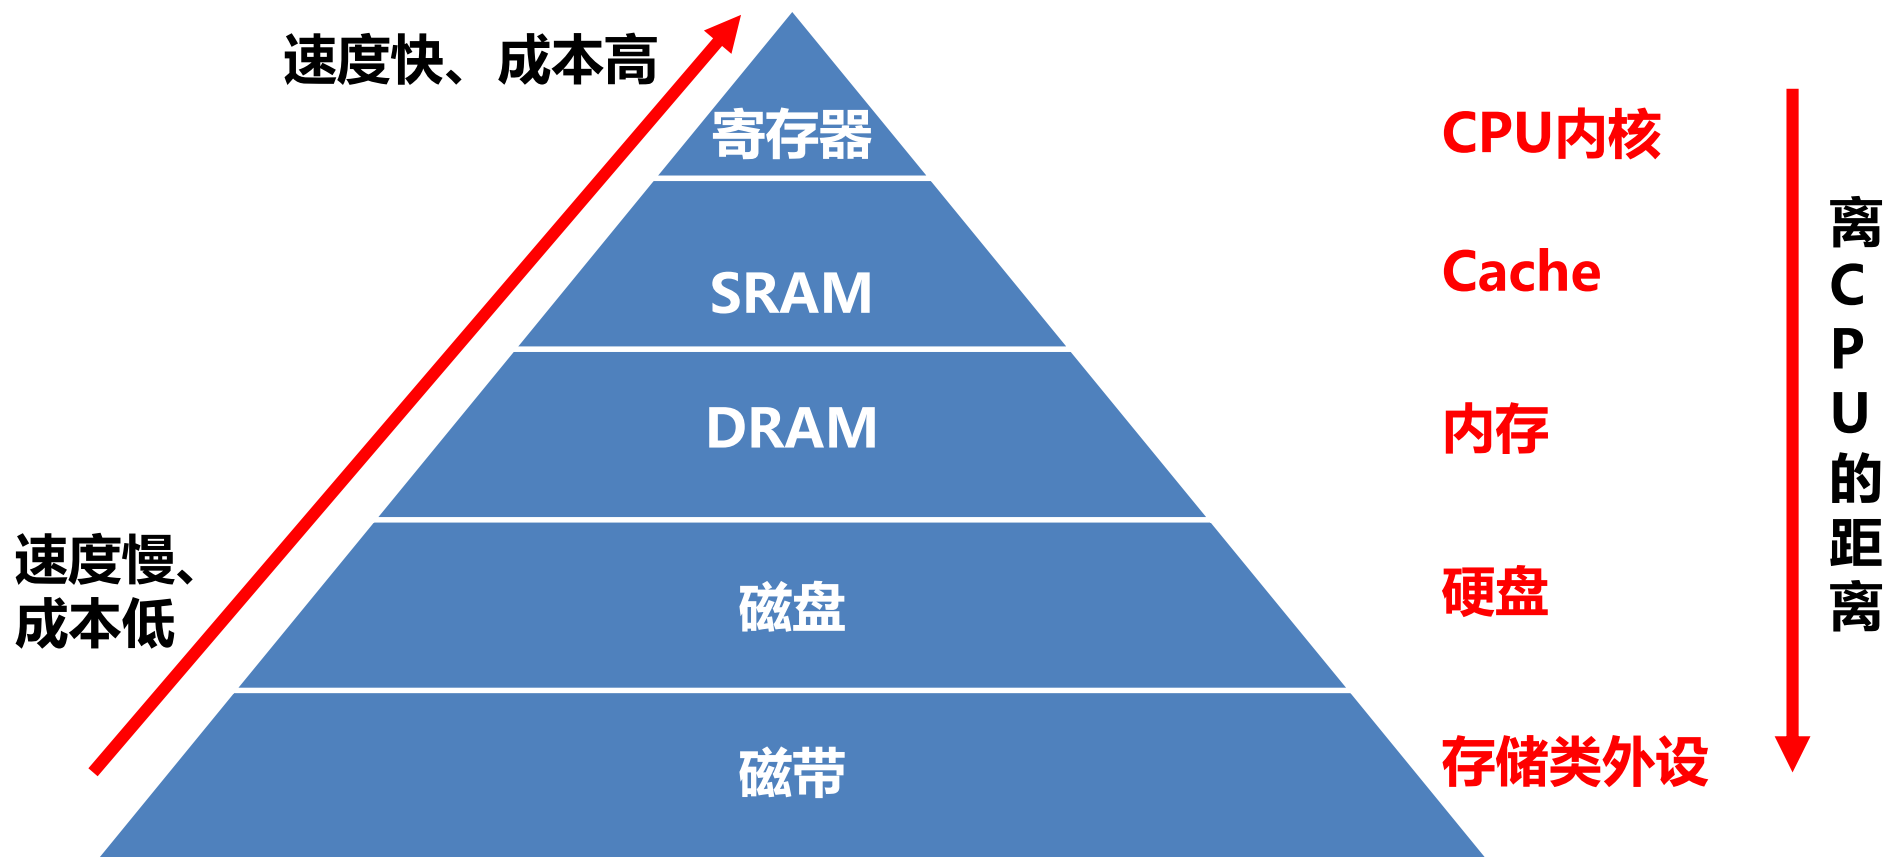 速度快、成本高
寄存器
CPU内核
SRAM
Cache
DRAM
内存
速度慢、
成本低
磁盘
硬盘
磁带
存储类外设
离
C
P
U
的
距
离